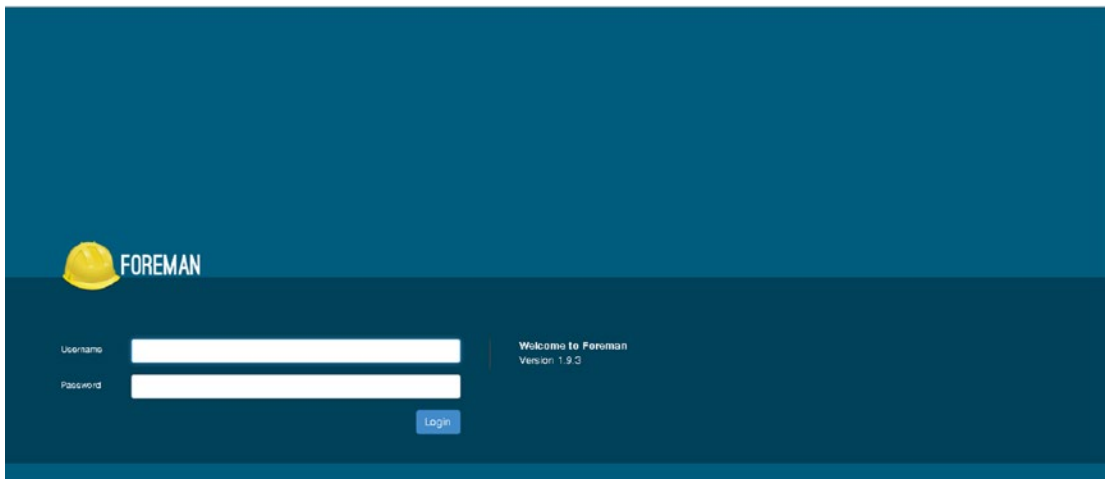 FOREMAN
Username
Password
Login
Welcome to Foreman
Version 1.9.3